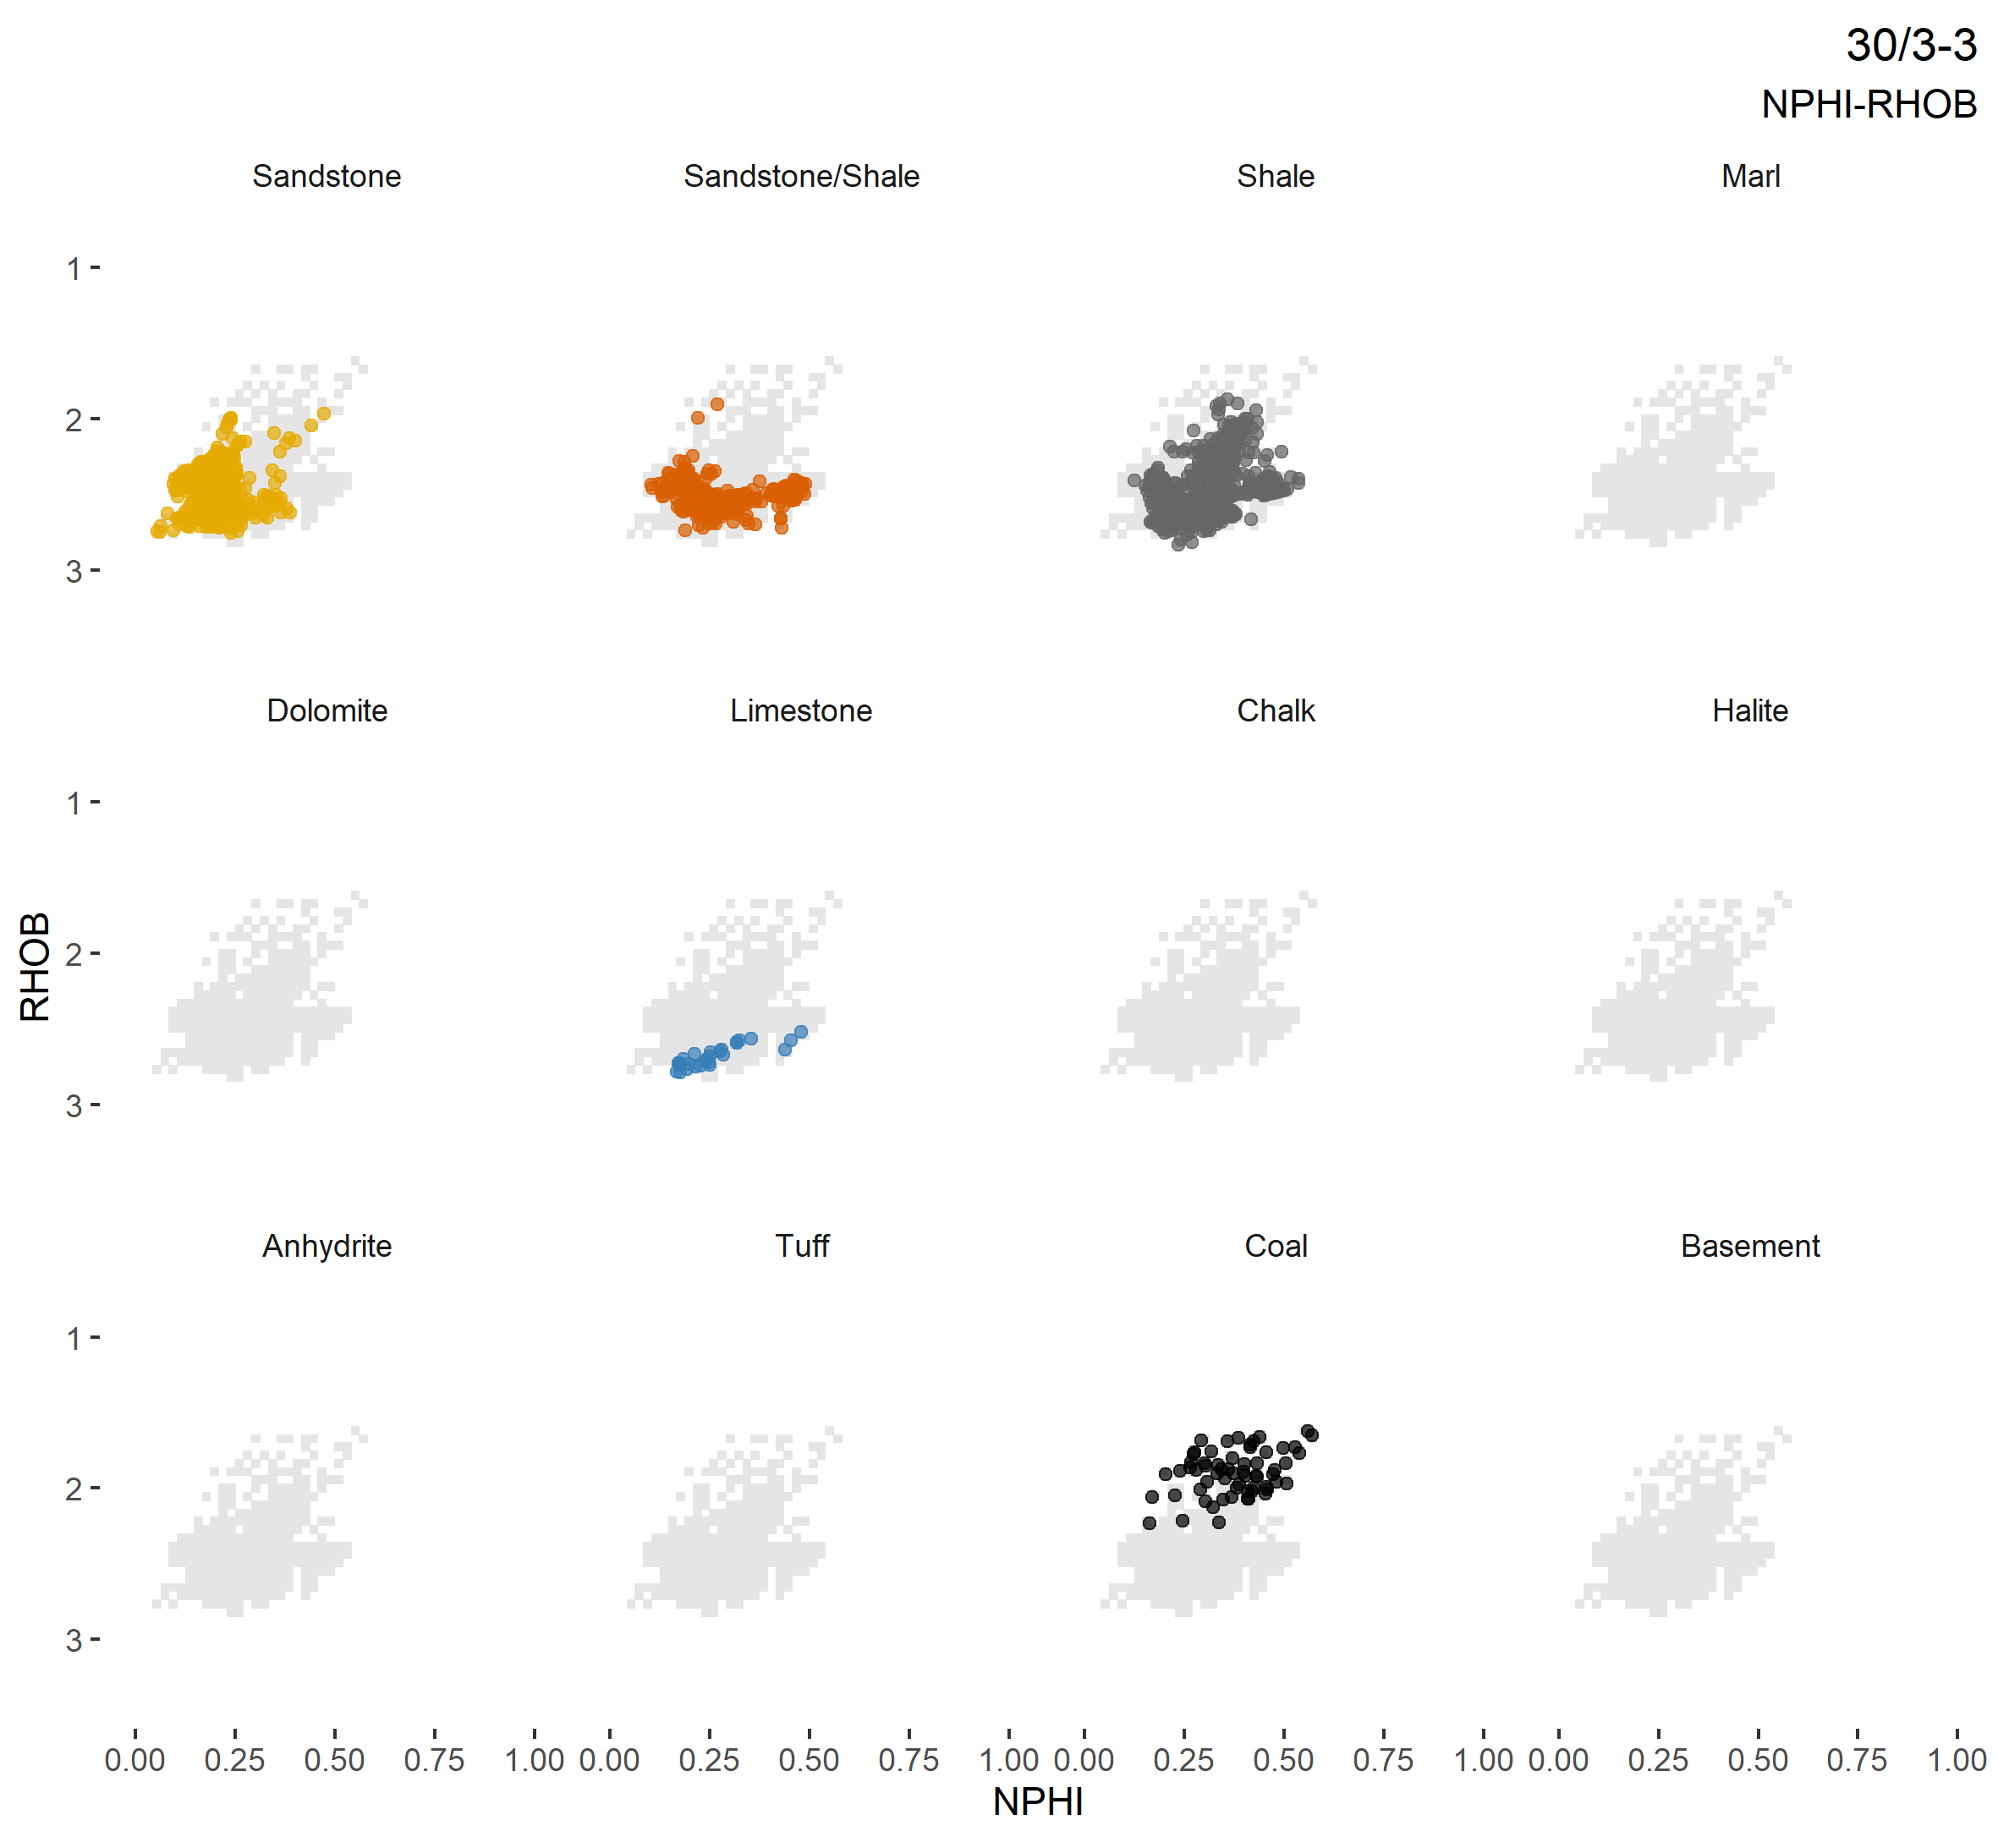 30/3-3
NPHI-RHOB
Sandstone Sandstone/Shale Shale Marl
1
2
3
Dolomite Limestone Chalk Halite
1
2
3
RHOB
Anhydrite Tuff Coal Basement
1
2
3
0.00 0.25 0.50 0.75 1.00 0.00 0.25 0.50 0.75 1.00 0.00 0.25 0.50 0.75 1.00 0.00 0.25 0.50 0.75 1.00
NPHI